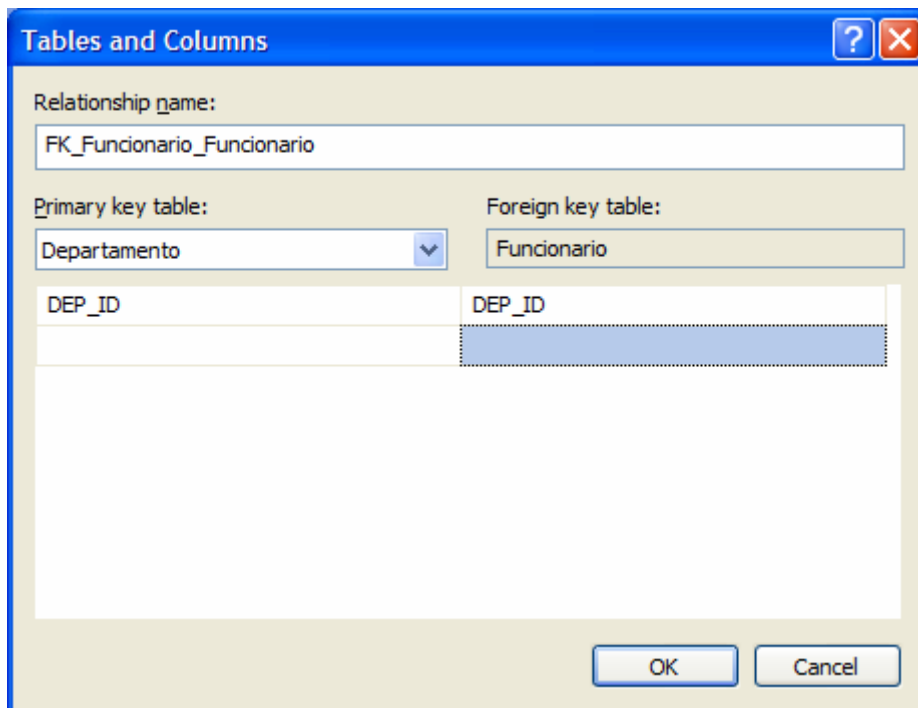 Tables and Columns
Relationship name:
FK_Funcionario_Funcionario
Primary key table:
Foreign key table:
Departamento
Funcionario
DEP_ID
DEP_ID
OK
Cancel